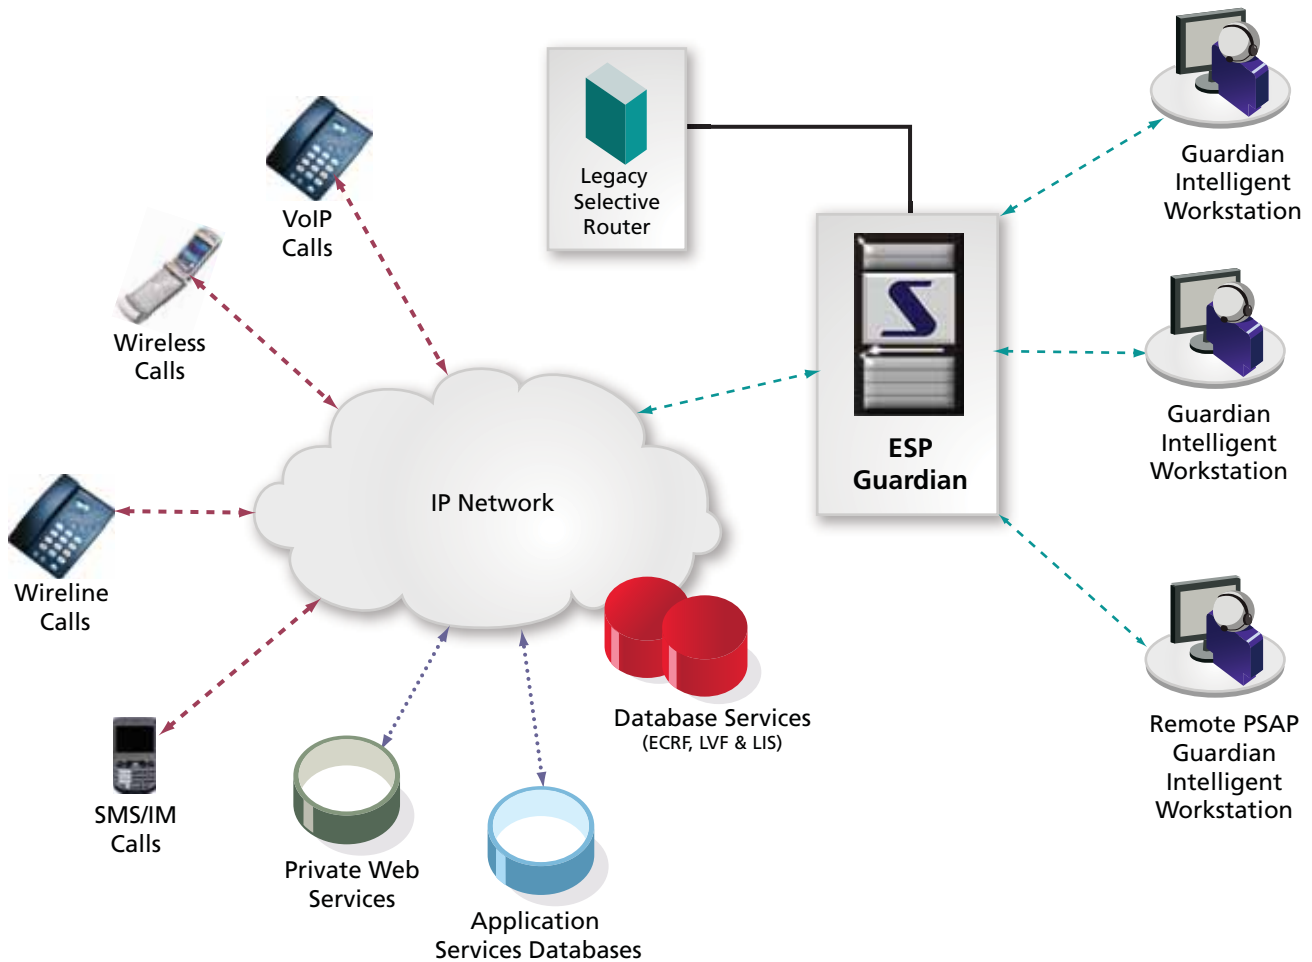 Legacy
Selective
Router
VoIP
Calls
Wireless
Calls
Wireline
Calls
SMS/IM
Calls
IP Network
Private Web
Services
Application
Services Databases
Database Services
(ECRF, LVF & LIS)
ESP
Guardian
Guardian
Intelligent
Workstation
Guardian
Intelligent
Workstation
Remote PSAP
Guardian
Intelligent
Workstation